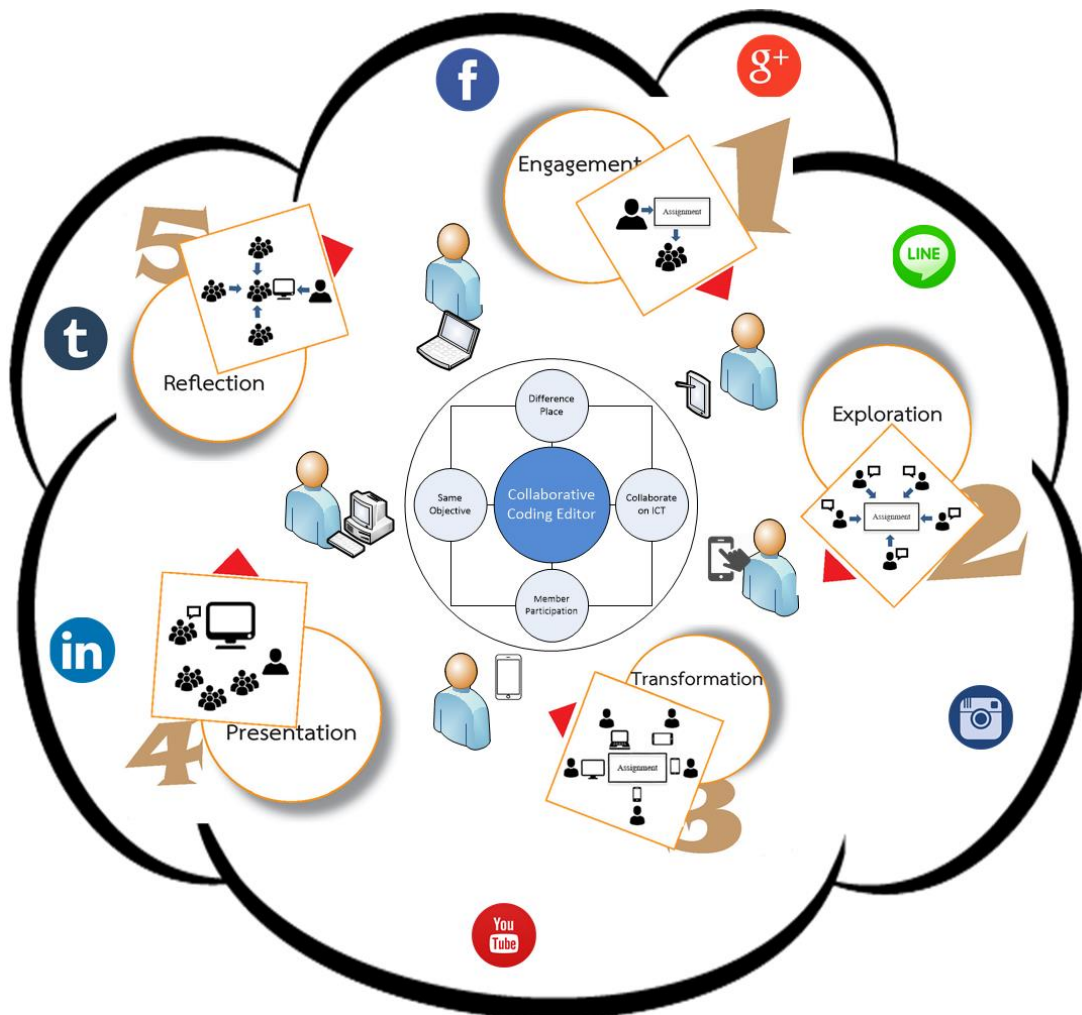 f
g+
1
Engagement
Assignment
LINE
5
t
Reflection
Exploration
Assignment
2
Difference
Place
Same
Objective
Collaborative
Coding Editor
Collaborate
on ICT
Member
Participation
in
4
Presentation
Transformation
Assignment
3
You
Tube